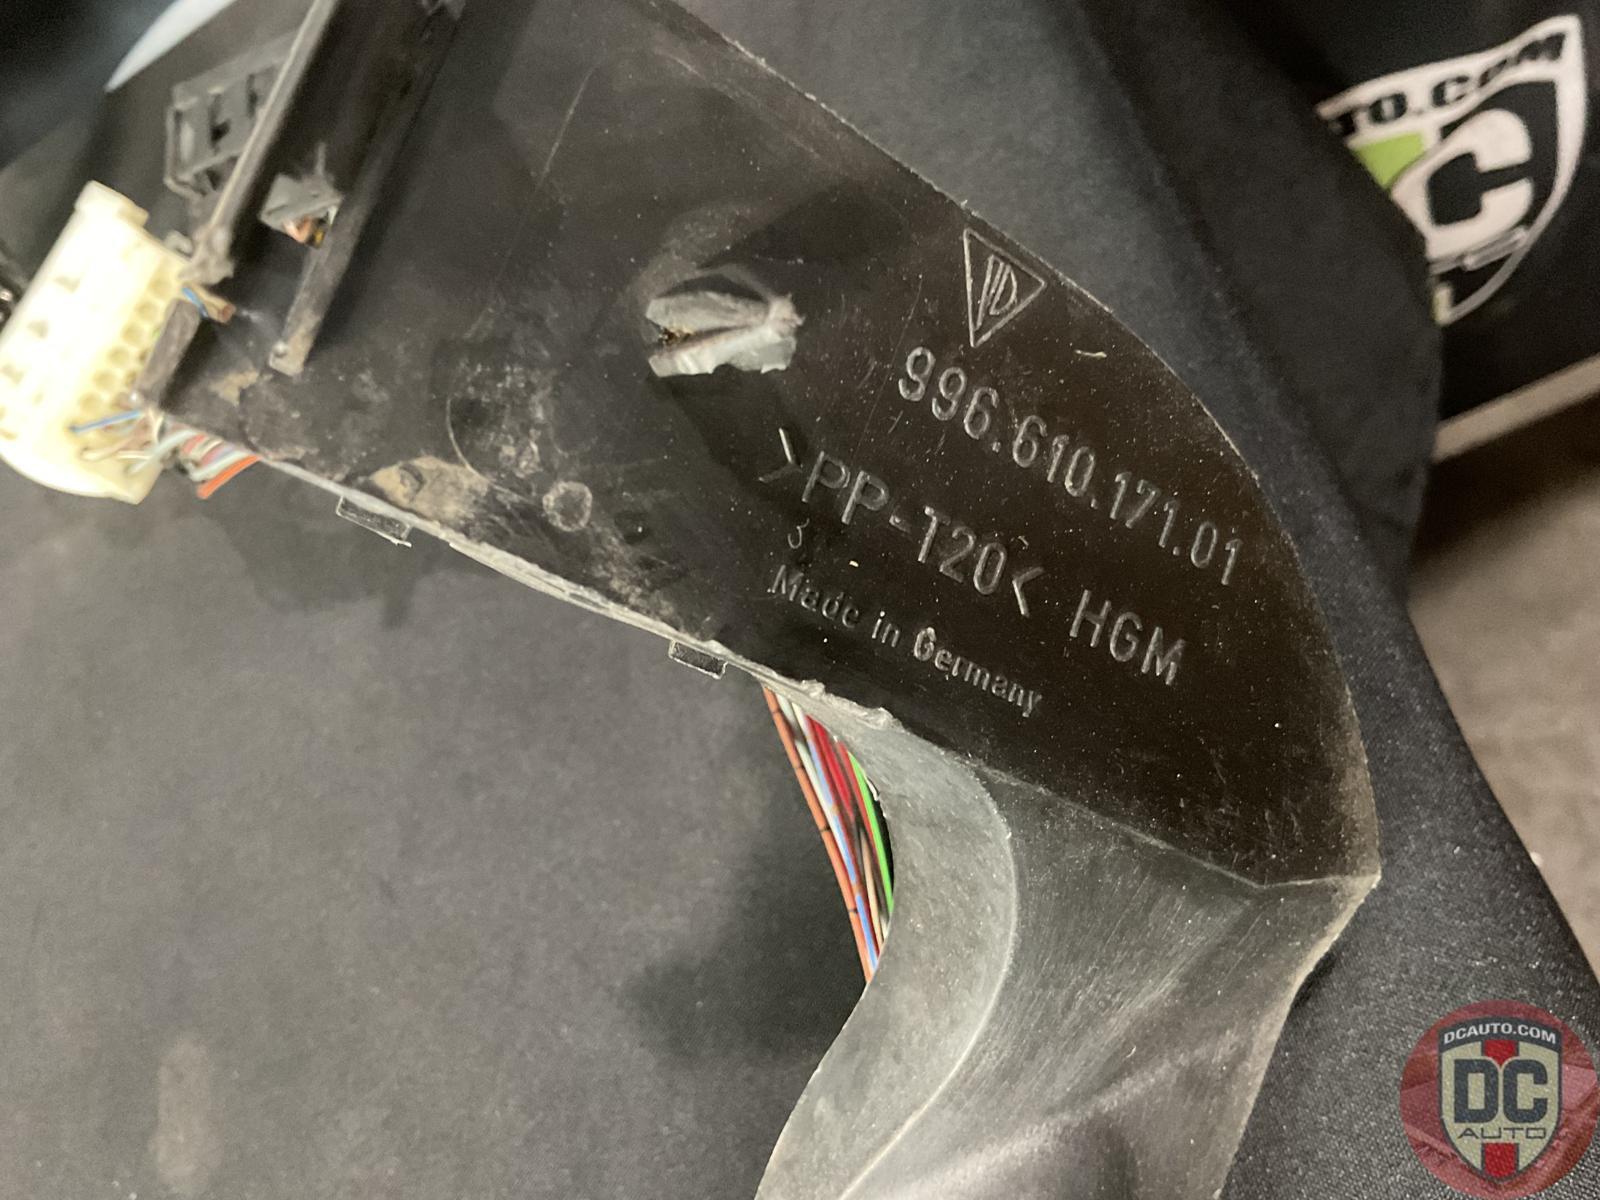 996.610.171.01
>PP-T20< HGM
3
Made in Germany
DCAUTO.COM
DC
AUTO